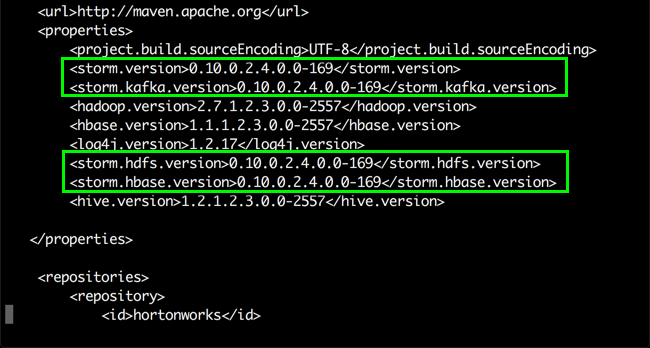 <url>http://maven.apache.org</url>
<properties>
<project.build.sourceEncoding>UTF-8</project.build.sourceEncoding>
<storm.version>0.10.0.2.4.0.0-169</storm.version>
<storm.kafka.version>0.10.0.2.4.0.0-169</storm.kafka.version>
<hadoop.version>2.7.1.2.3.0.0-2557</hadoop.version>
<hbase.version>1.1.1.2.3.0.0-2557</hbase.version>
<log4j.version>1.2.17</log4j.version>
<storm.hdfs.version>0.10.0.2.4.0.0-169</storm.hdfs.version>
<storm.hbase.version>0.10.0.2.4.0.0-169</storm.hbase.version>
<hive.version>1.2.1.2.3.0.0-2557</hive.version>
</properties>
<repositories>
<repository>
<id>hortonworks</id>